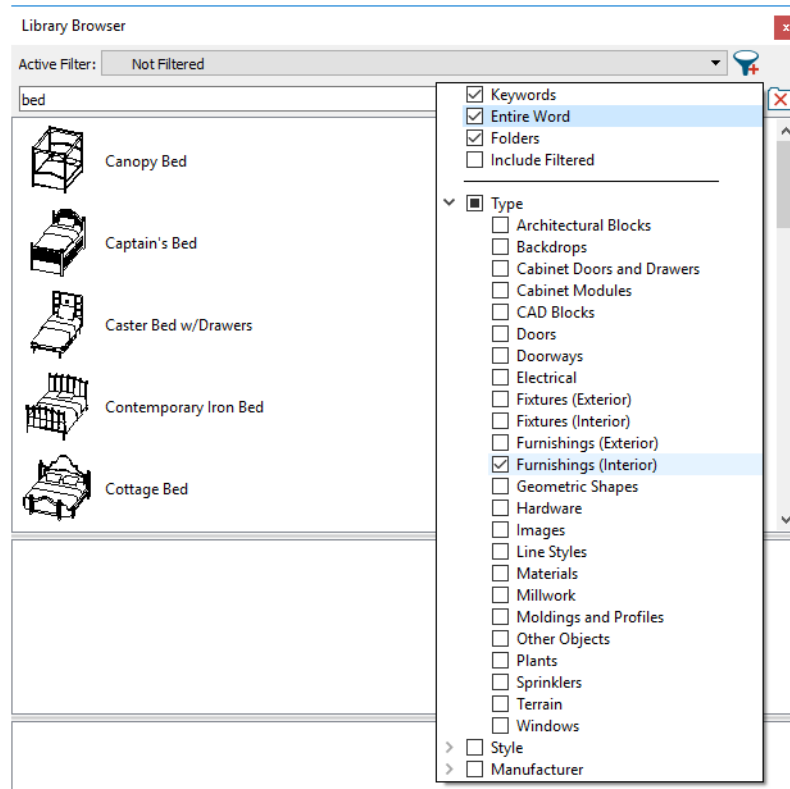 Library Browser
x
Active Filter: Not Filtered
bed
Canopy Bed
Captain's Bed
Caster Bed w/Drawers
Contemporary Iron Bed
Cottage Bed
Keywords
Entire Word
Folders
Include Filtered
Type
Architectural Blocks
Backdrops
Cabinet Doors and Drawers
Cabinet Modules
CAD Blocks
Doors
Doorways
Electrical
Fixtures (Exterior)
Fixtures (Interior)
Furnishings (Exterior)
Furnishings (Interior)
Geometric Shapes
Hardware
Images
Line Styles
Materials
Millwork
Moldings and Profiles
Other Objects
Plants
Sprinklers
Terrain
Windows
Style
Manufacturer